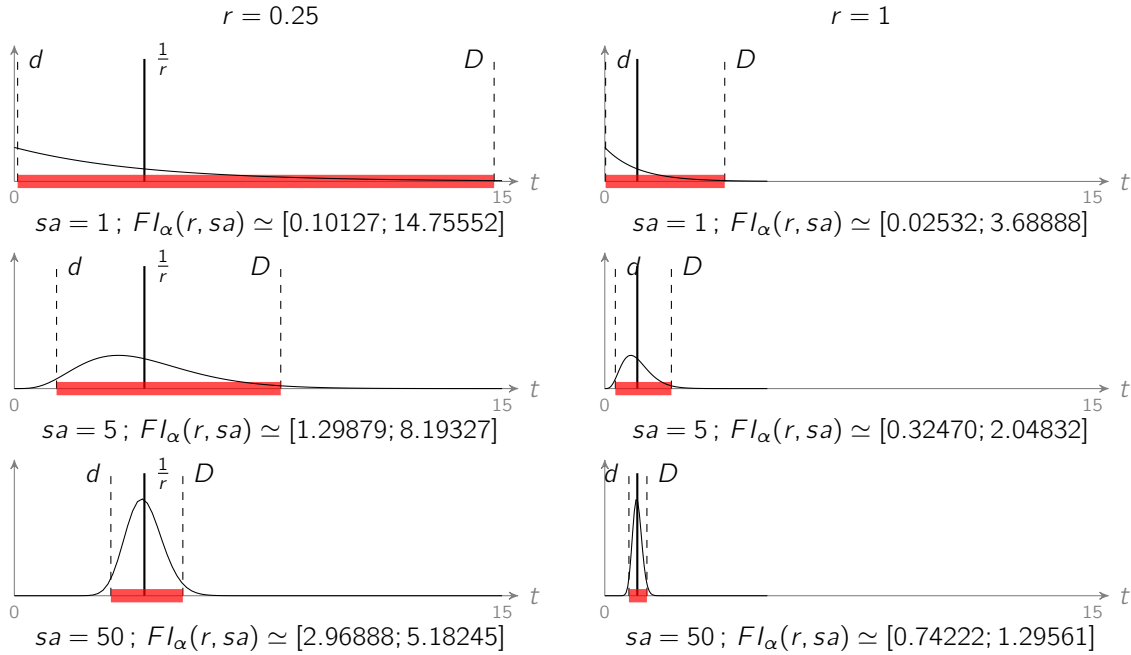 r = 0.25
d 1/r D
0 15 t
sa = 1 ; FI_α(r, sa) ≃ [0.10127; 14.75552]
d 1/r D
0 15 t
sa = 5 ; FI_α(r, sa) ≃ [1.29879; 8.19327]
d 1/r D
0 15 t
sa = 50 ; FI_α(r, sa) ≃ [2.96888; 5.18245]
r = 1
d D
0 15 t
sa = 1 ; FI_α(r, sa) ≃ [0.02532; 3.68888]
d D
0 15 t
sa = 5 ; FI_α(r, sa) ≃ [0.32470; 2.04832]
d D
0 15 t
sa = 50 ; FI_α(r, sa) ≃ [0.74222; 1.29561]